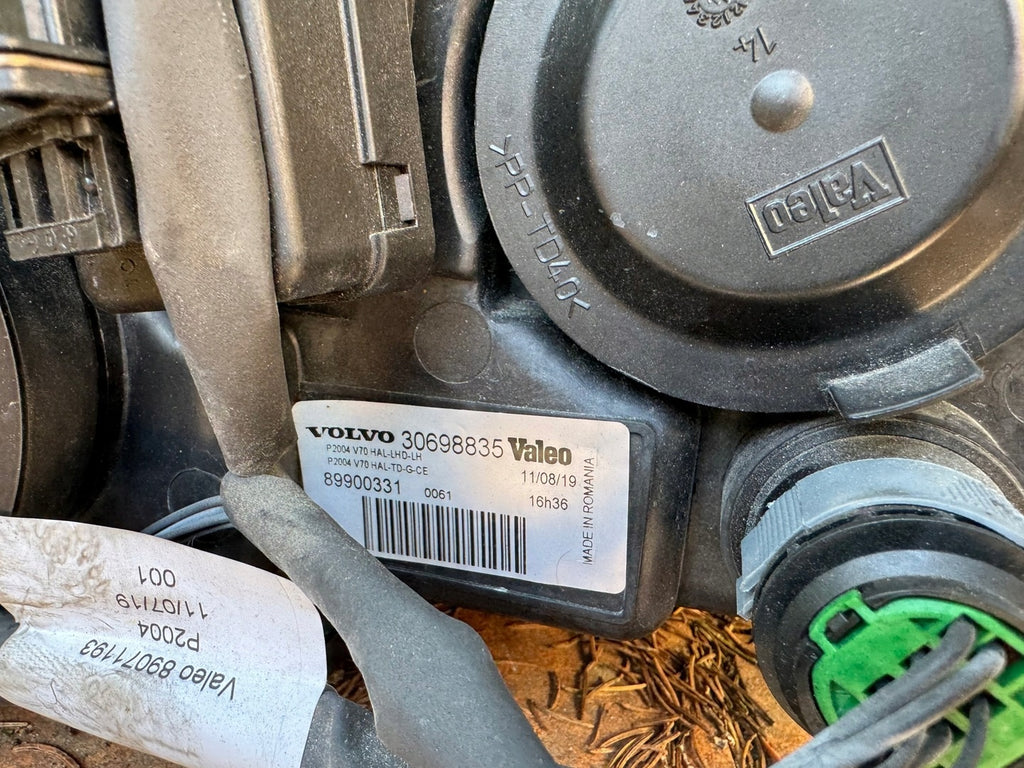 14
Valeo
>PP-TD40<
VOLVO 30698835 Valeo
P2004 V70 HAL-LHD-LH
P2004 V70 HAL-TD-G-CE
11/08/19
89900331 0061 16h36
MADE IN ROMANIA
Valeo 89071193
P2004
11/07/19
001